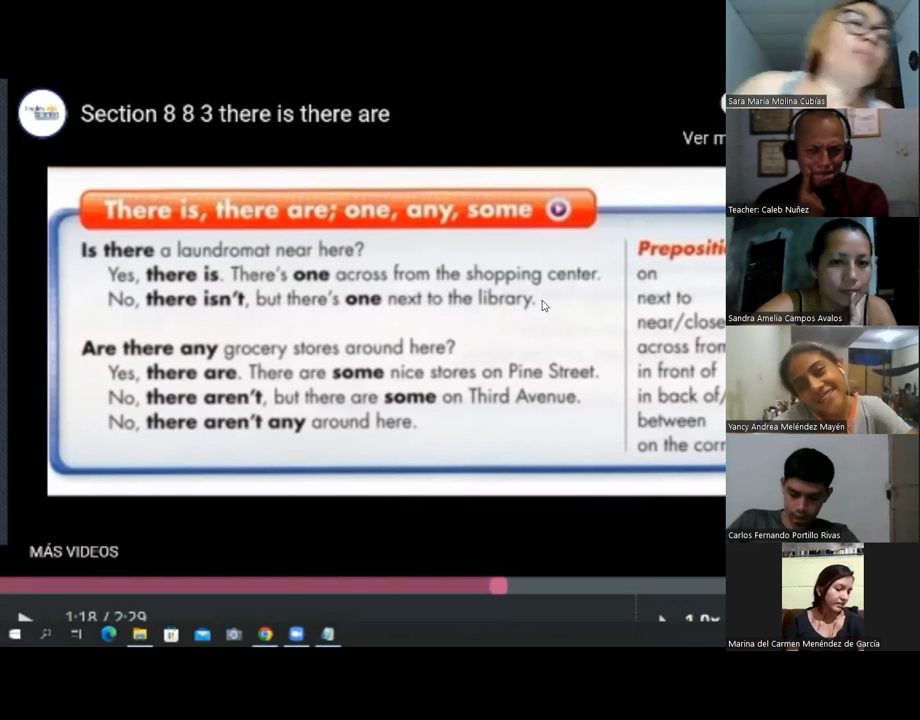 Section 8 8 3 there is there are
Ver m
There is, there are; one, any, some
Is there a laundromat near here?
Yes, there is. There's one across from the shopping center.
No, there isn't, but there's one next to the library.
Are there any grocery stores around here?
Yes, there are. There are some nice stores on Pine Street.
No, there aren't, but there are some on Third Avenue.
No, there aren't any around here.
Prepositi
on
next to
near/close
across from
in front of
in back of/
between
on the corn
MÁS VIDEOS
1:18 / 2:29
1.0x
Sara María Molina Cubías
Teacher: Caleb Nuñez
Sandra Amelia Campos Avalos
Yancy Andrea Meléndez Mayén
Carlos Fernando Portillo Rivas
Marina del Carmen Menéndez de García